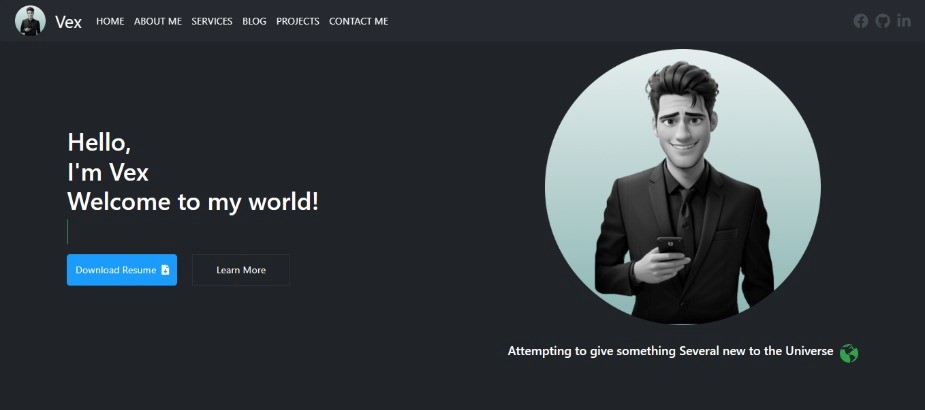 Vex HOME ABOUT ME SERVICES BLOG PROJECTS CONTACT ME
Hello,
I'm Vex
Welcome to my world!
Download Resume Learn More
Attempting to give something Several new to the Universe